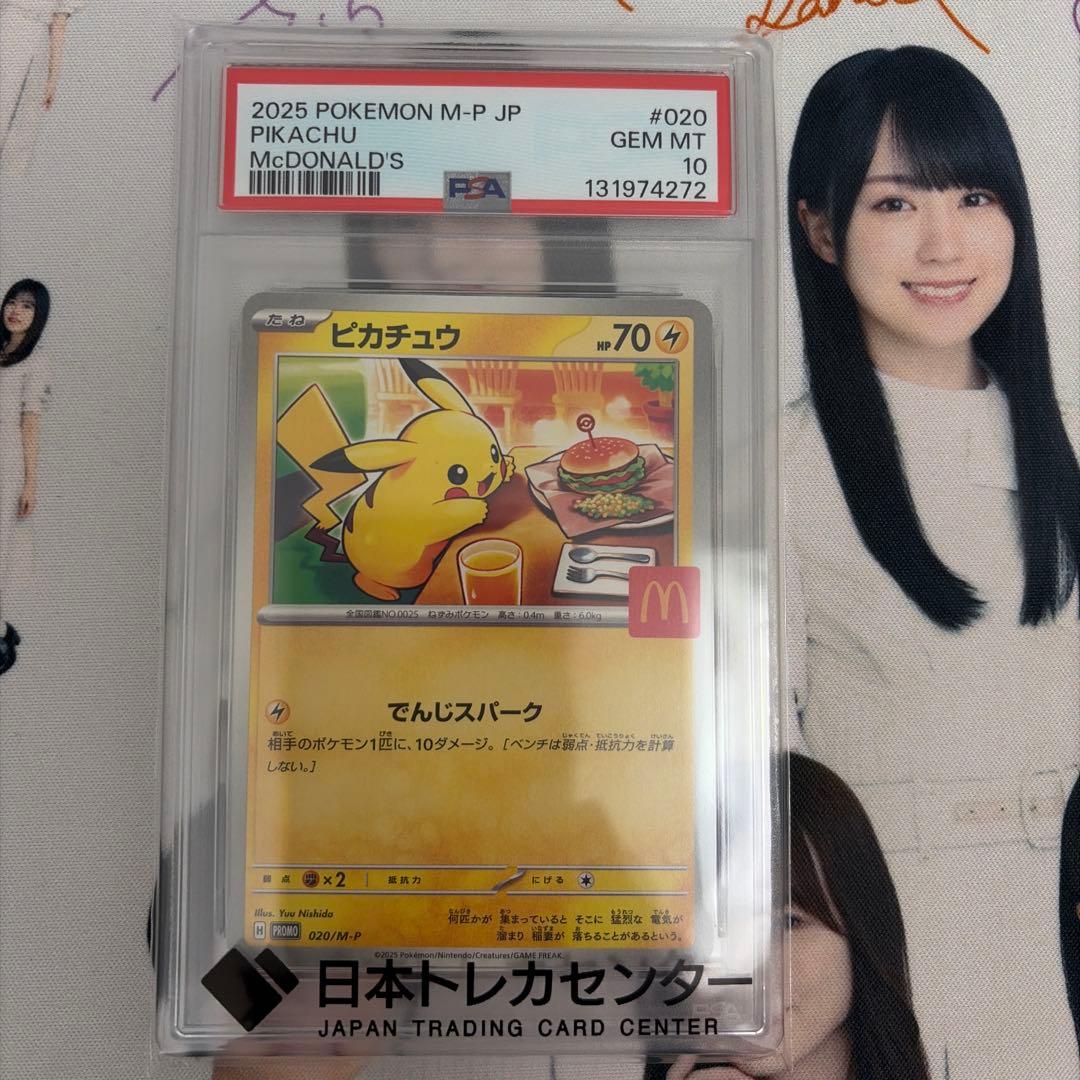 2025 POKEMON M-P JP #020
PIKACHU GEM MT
McDONALD'S 10
PSA 131974272
たね ピカチュウ HP70
全国図鑑NO.0025 ねずみポケモン 高さ:0.4m 重さ:6.0kg
でんじスパーク
相手のポケモン1匹に、10ダメージ。[ベンチは弱点・抵抗力を計算
しない。]
弱点 ×2 抵抗力 にげる
Illus. Yuu Nishida
何匹かが 集まっていると そこに 猛烈な 電気が
溜まり 稲妻が 落ちることがあるという。
H PROMO 020/M-P
©2025 Pokémon/Nintendo/Creatures/GAME FREAK.
日本トレカセンター
JAPAN TRADING CARD CENTER